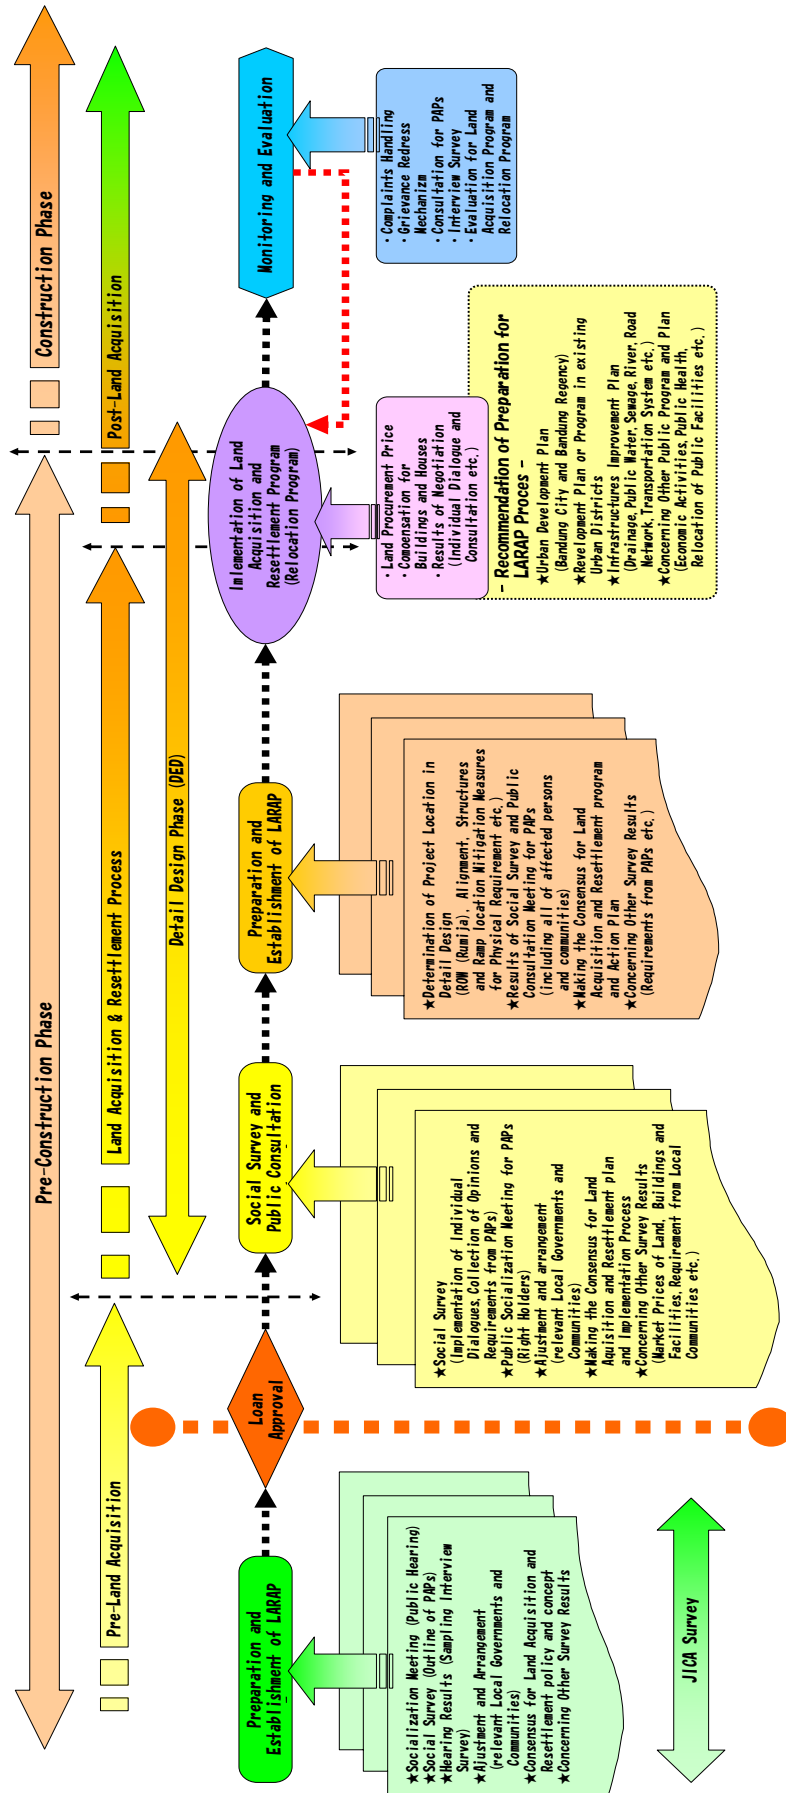 Pre-Construction Phase
Construction Phase
Pre-Land Acquisition
Land Acquisition & Resettlement Process
Post-Land Acquisition
Detail Design Phase (DED)
Preparation and
Establishment of LARAP
Loan
Approval
Social Survey and
Public Consultation
Preparation and
Establishment of LARAP
Imlementation of Land
Acquisition and
Resettlement Program
(Relocation Program)
Monitoring and Evaluation
★Socialization Meeting (Public Hearing)
★Social Survey (Outline of PAPs)
★Hearing Results (Sampling Interview
Survey)
★Ajustment and Arrangement
(relevant Local Governments and
Communities)
★Consensus for Land Acquisition and
Resettlement policy and concept
★Concerning Other Survey Results
JICA Survey
★Social Survey
(Implementation of Individual
Dialogues, Collection of Opinions and
Requirements from PAPs)
★Public Socialization Meeting for PAPs
(Right Holders)
★Ajustment and arrangement
(relevant Local Governments and
Communities)
★Making the Consensus for Land
Aquisition and Resettlement plan
and Implementation Process
★Concerning Other Survey Results
(Market Prices of Land, Buildings and
Facilities, Requirement from Local
Communities etc.)
★Determination of Project Location in
Detail Design
(ROW (Rumija), Alignment, Structures
and Ramp location Mitigation Measures
for Physical Requirement etc.)
★Results of Social Survey and Public
Consultation Meeting for PAPs
(including all of affected persons
and communities)
★Making the Consensus for Land
Acquisition and Resettlement program
and Action Plan
★Concerning Other Survey Results
(Requirements from PAPs etc.)
・Land Procurement Price
・Comoensation for
Buildings and Houses
・Results of Negotiation
(Individual Dialogue and
Consultation etc.)
- Recommendation of Preparation for
LARAP Proces -
★Urban Development Plan
(Bandung City and Bandung Regency)
★Revelopment Plan or Program in existing
Urban Districts
★Infrastructures Improvement Plan
(Drainage, Public Water, Sewage, River, Road
Network, Transportation System etc.)
★Concerning Other Public Program and Plan
(Economic Activities, Public Health,
Relocation of Public Facilities etc.)
・Complaints Handling
・Grievance Redress
Mechanizm
・Consultation for PAPs
・Interview Survey
・Evaluation for Land
Acquisition Program and
Relocation Program